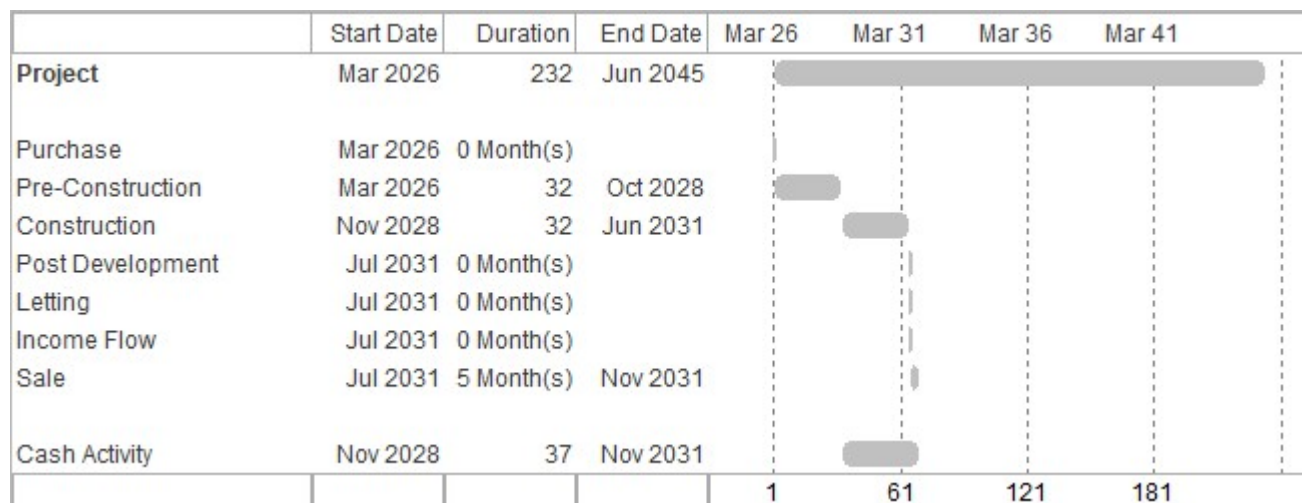 Start Date Duration End Date Mar 26 Mar 31 Mar 36 Mar 41
Project Mar 2026 232 Jun 2045
Purchase Mar 2026 0 Month(s)
Pre-Construction Mar 2026 32 Oct 2028
Construction Nov 2028 32 Jun 2031
Post Development Jul 2031 0 Month(s)
Letting Jul 2031 0 Month(s)
Income Flow Jul 2031 0 Month(s)
Sale Jul 2031 5 Month(s) Nov 2031
Cash Activity Nov 2028 37 Nov 2031
1 61 121 181